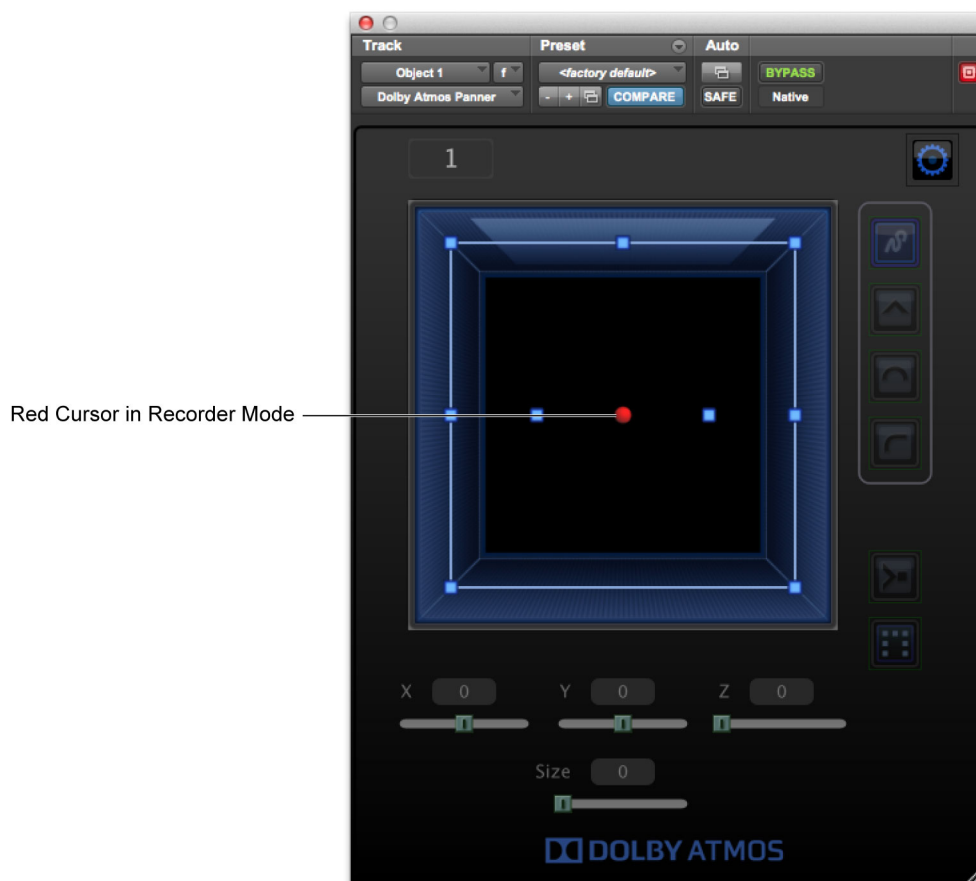 Track Preset Auto
Object 1 f <factory default> BYPASS
Dolby Atmos Panner - + COMPARE SAFE Native
1
Red Cursor in Recorder Mode
X 0 Y 0 Z 0
Size 0
DOLBY ATMOS